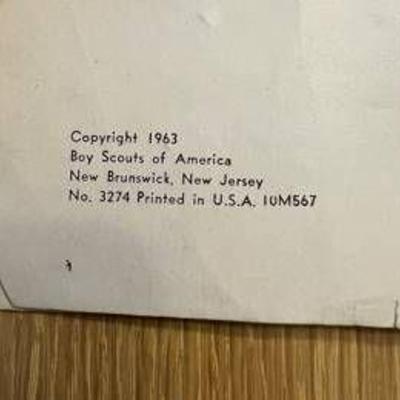 Copyright 1963
Boy Scouts of America
New Brunswick, New Jersey
No. 3274 Printed in U.S.A. 10M567